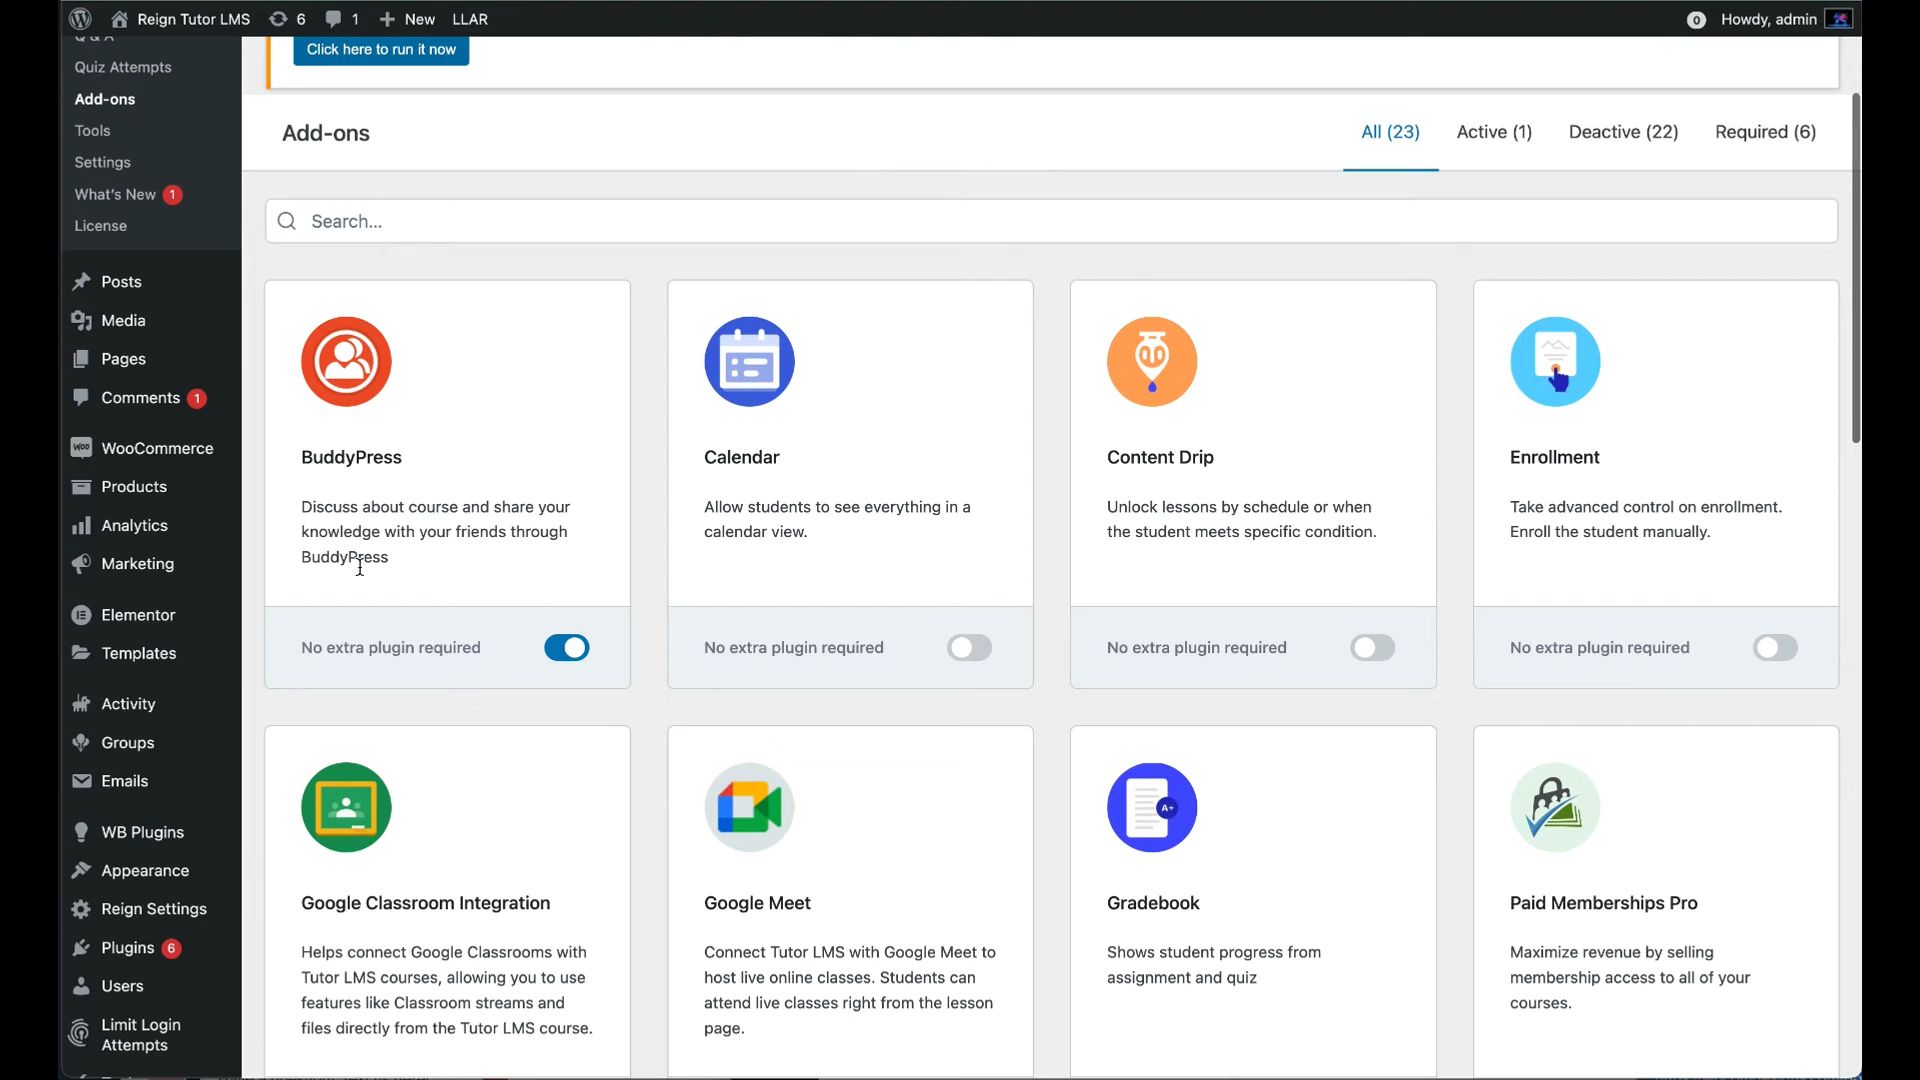 Reign Tutor LMS
6
1
New
LLAR
0
Howdy, admin
Q & A
Quiz Attempts
Add-ons
Tools
Settings
What's New 1
License
Posts
Media
Pages
Comments 1
WooCommerce
Products
Analytics
Marketing
Elementor
Templates
Activity
Groups
Emails
WB Plugins
Appearance
Reign Settings
Plugins 6
Users
Limit Login
Attempts
Click here to run it now
Add-ons
All (23)
Active (1)
Deactive (22)
Required (6)
Search...
BuddyPress
Discuss about course and share your
knowledge with your friends through
BuddyPress
No extra plugin required
Calendar
Allow students to see everything in a
calendar view.
No extra plugin required
Content Drip
Unlock lessons by schedule or when
the student meets specific condition.
No extra plugin required
Enrollment
Take advanced control on enrollment.
Enroll the student manually.
No extra plugin required
Google Classroom Integration
Helps connect Google Classrooms with
Tutor LMS courses, allowing you to use
features like Classroom streams and
files directly from the Tutor LMS course.
Google Meet
Connect Tutor LMS with Google Meet to
host live online classes. Students can
attend live classes right from the lesson
page.
A+
Gradebook
Shows student progress from
assignment and quiz
Paid Memberships Pro
Maximize revenue by selling
membership access to all of your
courses.